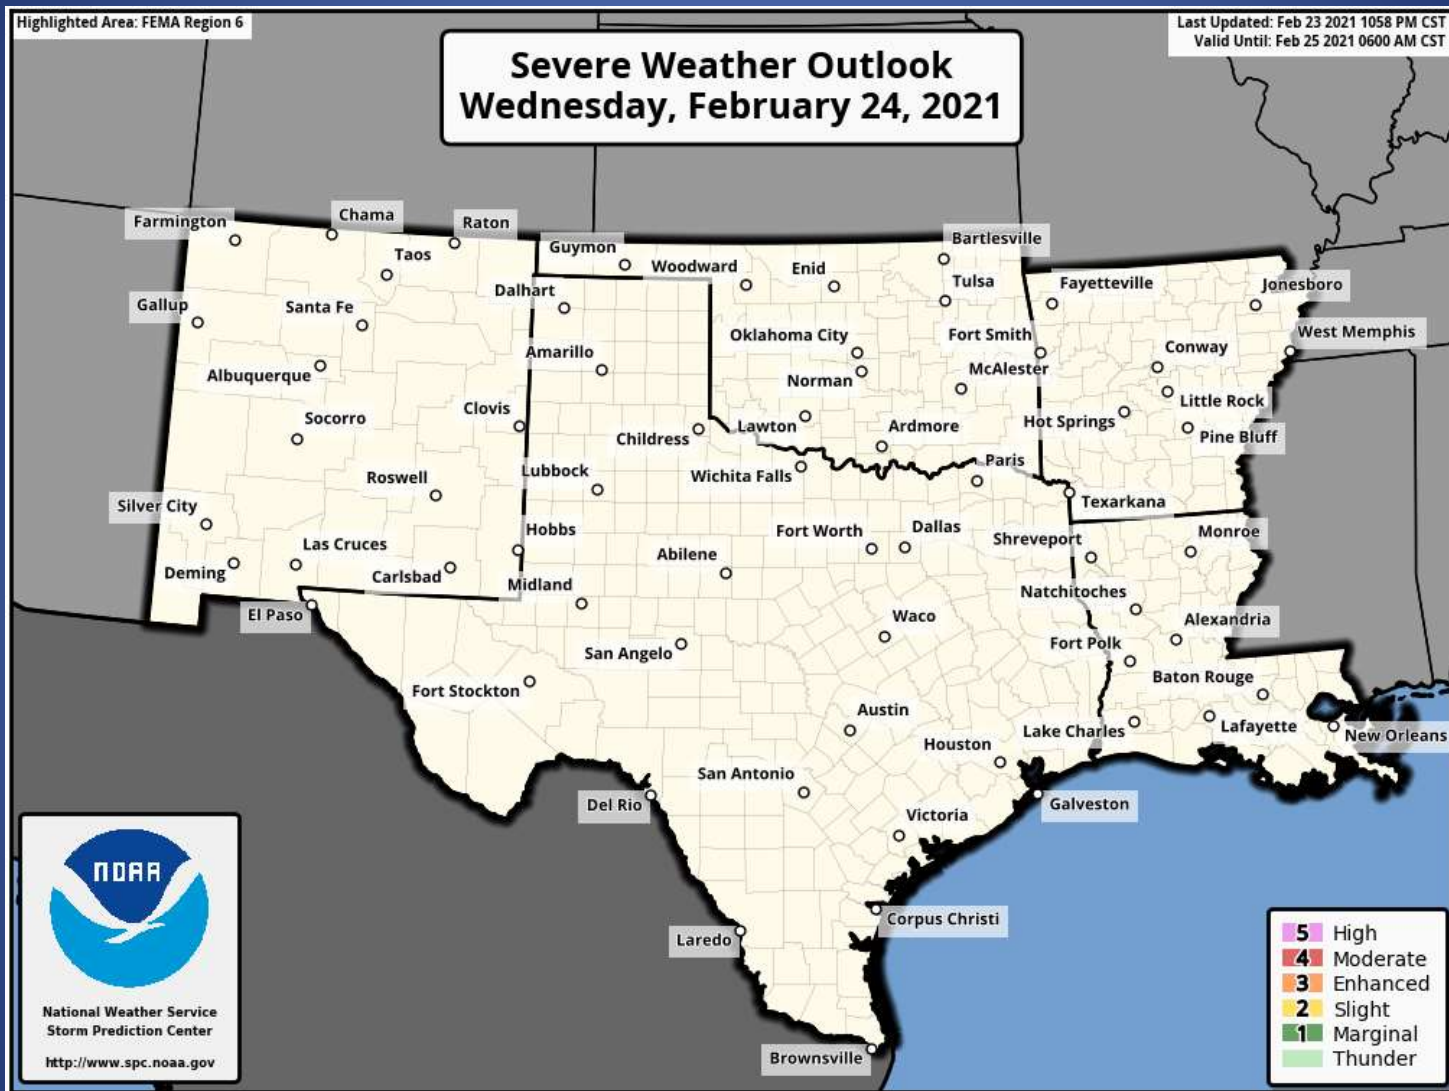 Highlighted Area: FEMA Region 6
Last Updated: Feb 23 2021 1058 PM CST
Valid Until: Feb 25 2021 0600 AM CST
Severe Weather Outlook
Wednesday, February 24, 2021
Farmington
Chama
Raton
Taos
Guymon
Woodward
Enid
Bartlesville
Tulsa
Fayetteville
Jonesboro
Gallup
Santa Fe
Dalhart
Oklahoma City
Fort Smith
West Memphis
Albuquerque
Amarillo
Norman
McAlester
Conway
Socorro
Clovis
Childress
Lawton
Ardmore
Hot Springs
Little Rock
Pine Bluff
Roswell
Lubbock
Wichita Falls
Paris
Texarkana
Silver City
Las Cruces
Hobbs
Fort Worth
Dallas
Shreveport
Monroe
Deming
Carlsbad
Midland
Abilene
Natchitoches
El Paso
San Angelo
Waco
Fort Polk
Alexandria
Fort Stockton
Austin
Baton Rouge
Houston
Lake Charles
Lafayette
New Orleans
Del Rio
San Antonio
Galveston
Victoria
Laredo
Corpus Christi
Brownsville
NOAA
National Weather Service
Storm Prediction Center
http://www.spc.noaa.gov
5 High
4 Moderate
3 Enhanced
2 Slight
1 Marginal
Thunder